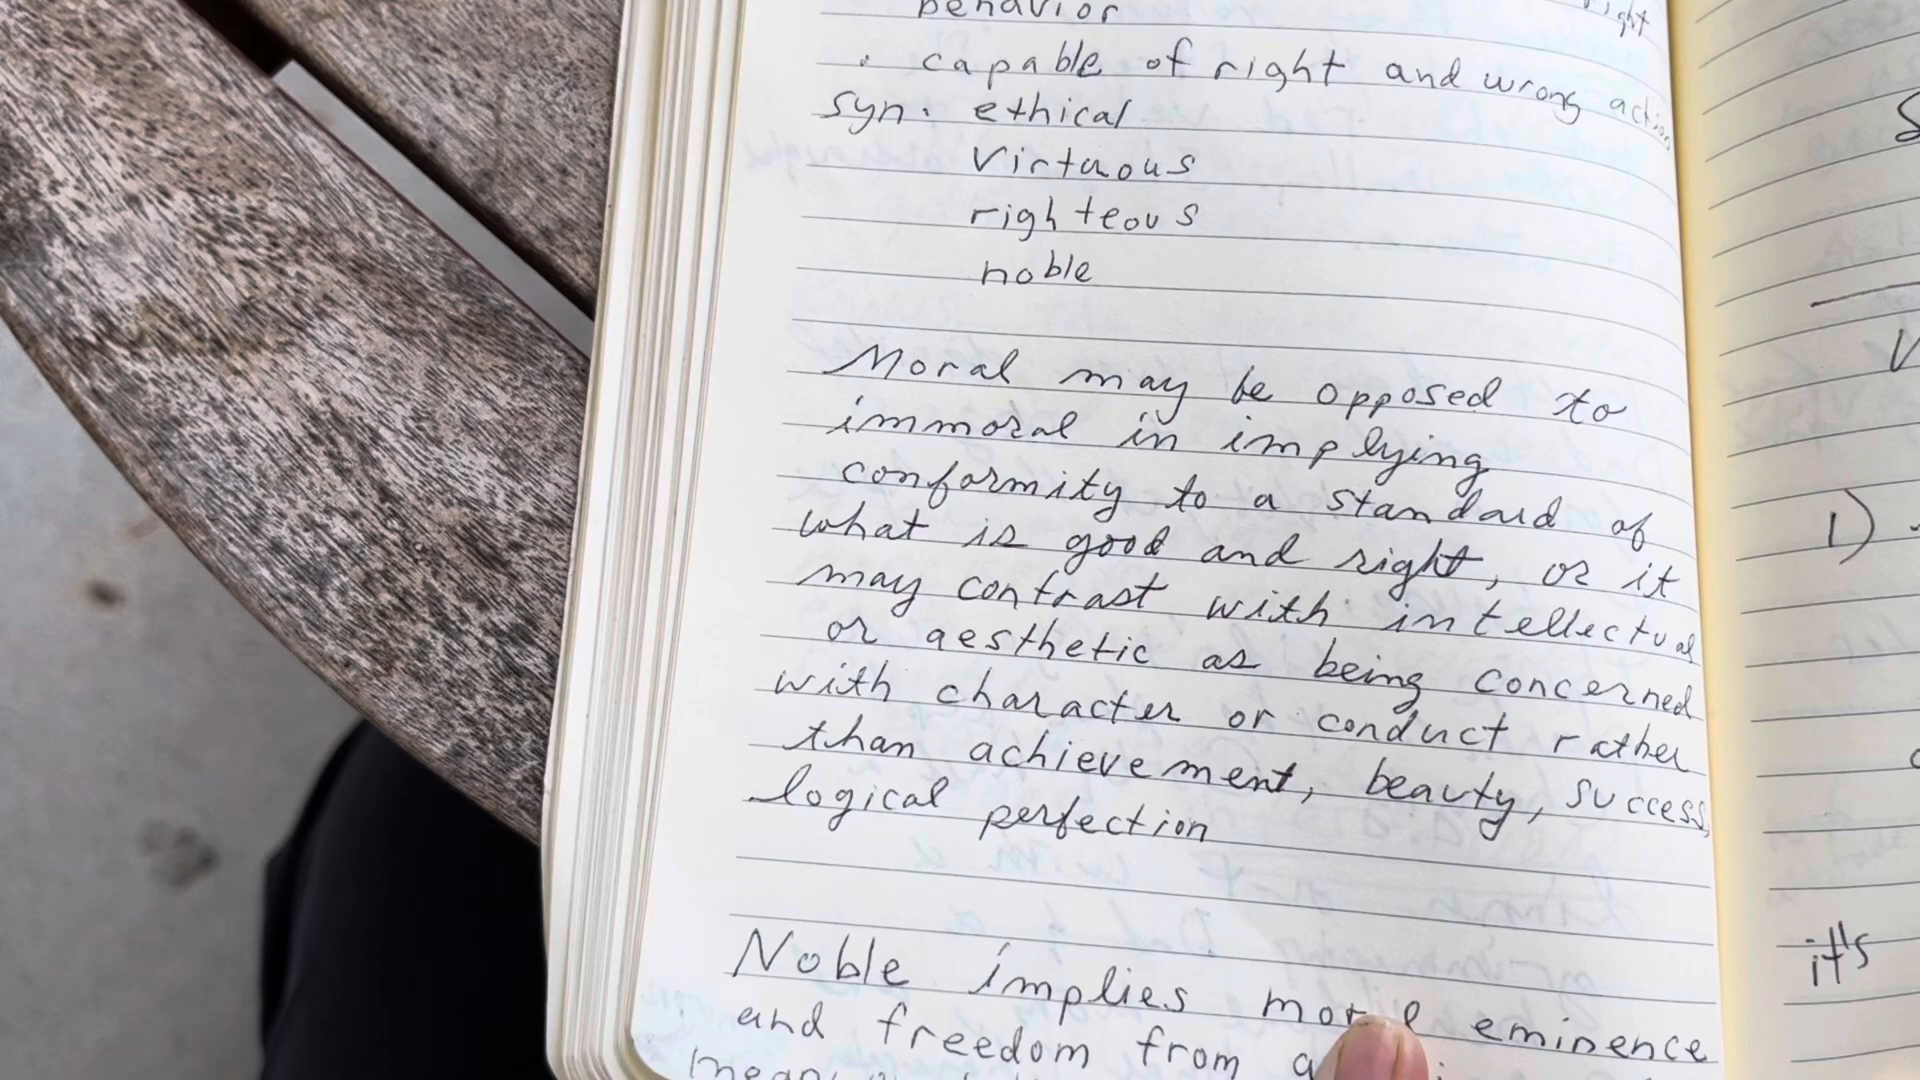 behavior
right
. capable of right and wrong action
syn. ethical
virtuous
righteous
noble
Moral may be opposed to
immoral in implying
conformity to a standard of
what is good and right, or it
may contrast with intellectual
or aesthetic as being concerned
with character or conduct rather
than achievement, beauty, success,
logical perfection
Noble implies moral eminence
and freedom from
1)
it's